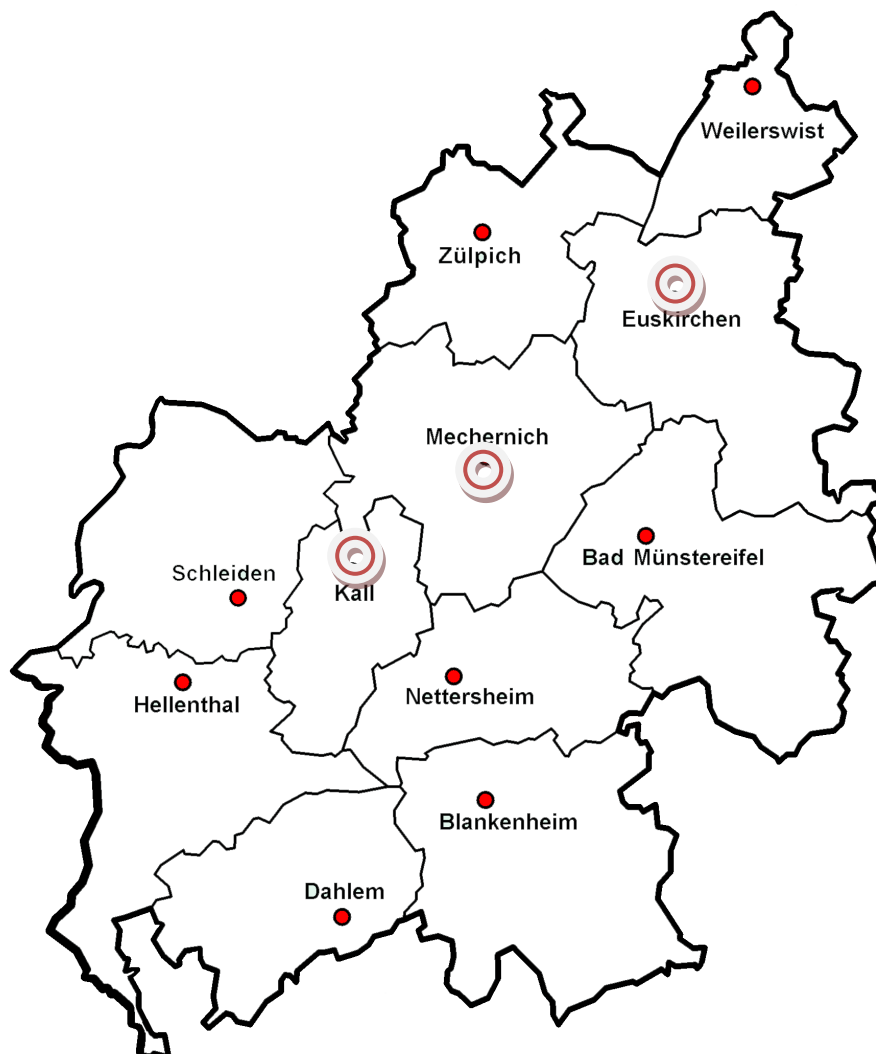 Weilerswist
Zülpich
Euskirchen
Mechernich
Bad Münstereifel
Schleiden
Kall
Hellenthal
Nettersheim
Blankenheim
Dahlem